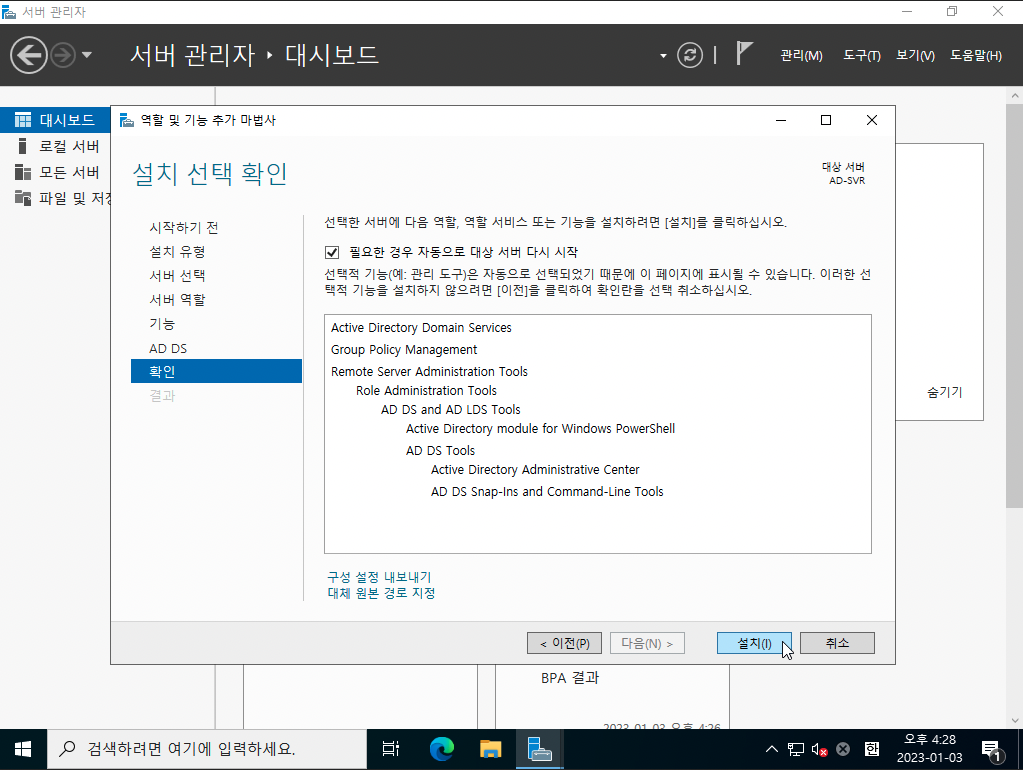 서버 관리자
서버 관리자 ‣ 대시보드
관리(M) 도구(T) 보기(V) 도움말(H)
대시보드
로컬 서버
모든 서버
파일 및 저장
역할 및 기능 추가 마법사
설치 선택 확인
대상 서버
AD-SVR
시작하기 전
설치 유형
서버 선택
서버 역할
기능
AD DS
확인
결과
선택한 서버에 다음 역할, 역할 서비스 또는 기능을 설치하려면 [설치]를 클릭하십시오.
필요한 경우 자동으로 대상 서버 다시 시작
선택적 기능(예: 관리 도구)은 자동으로 선택되었기 때문에 이 페이지에 표시될 수 있습니다. 이러한 선
택적 기능을 설치하지 않으려면 [이전]을 클릭하여 확인란을 선택 취소하십시오.
Active Directory Domain Services
Group Policy Management
Remote Server Administration Tools
Role Administration Tools
AD DS and AD LDS Tools
Active Directory module for Windows PowerShell
AD DS Tools
Active Directory Administrative Center
AD DS Snap-Ins and Command-Line Tools
구성 설정 내보내기
대체 원본 경로 지정
< 이전(P) 다음(N) > 설치(I) 취소
숨기기
BPA 결과
2023-01-03 오후 4:26
검색하려면 여기에 입력하세요.
한
오후 4:28
2023-01-03
1